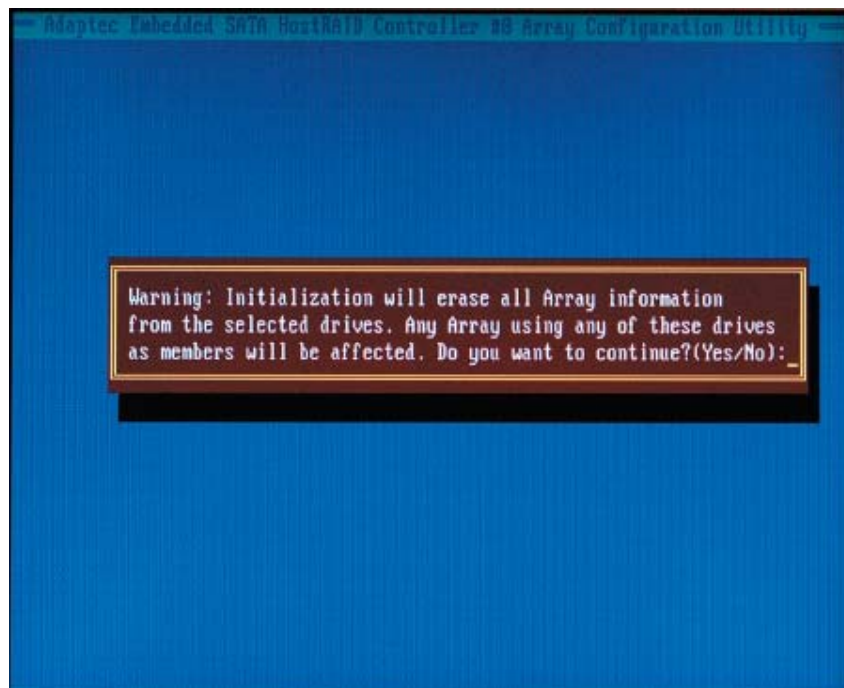 Adaptec Embedded SATA HostRAID Controller #0 Array Configuration Utility
Warning: Initialization will erase all Array information
from the selected drives. Any Array using any of these drives
as members will be affected. Do you want to continue?(Yes/No):_